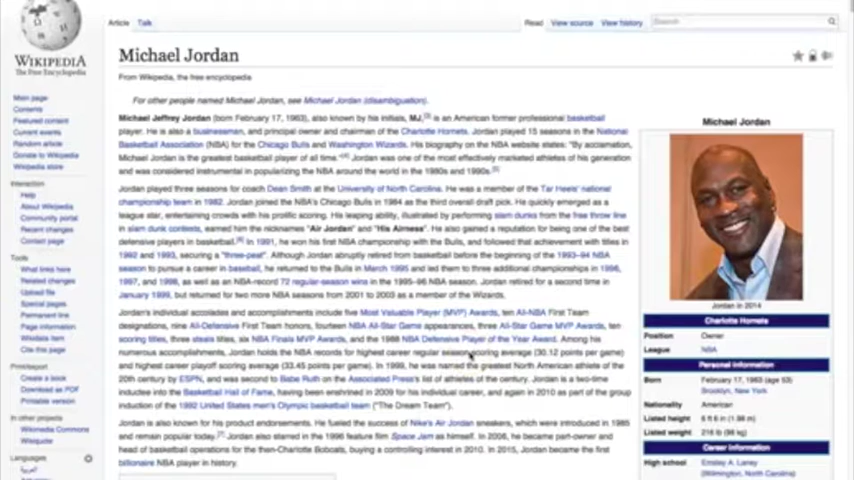 WIKIPEDIA
The Free Encyclopedia
Main page
Contents
Featured content
Current events
Random article
Donate to Wikipedia
Wikipedia store
Interaction
Help
About Wikipedia
Community portal
Recent changes
Contact page
Tools
What links here
Related changes
Upload file
Special pages
Permanent link
Page information
Wikidata item
Cite this page
Print/export
Create a book
Download as PDF
Printable version
In other projects
Wikimedia Commons
Wikiquote
Languages
العربية
Article Talk
Read View source View history Search
Michael Jordan
From Wikipedia, the free encyclopedia
For other people named Michael Jordan, see Michael Jordan (disambiguation).
Michael Jeffrey Jordan (born February 17, 1963), also known by his initials, MJ,[3] is an American former professional basketball
player. He is also a businessman, and principal owner and chairman of the Charlotte Hornets. Jordan played 15 seasons in the National
Basketball Association (NBA) for the Chicago Bulls and Washington Wizards. His biography on the NBA website states: "By acclamation,
Michael Jordan is the greatest basketball player of all time."[4] Jordan was one of the most effectively marketed athletes of his generation
and was considered instrumental in popularizing the NBA around the world in the 1980s and 1990s.[5]
Jordan played three seasons for coach Dean Smith at the University of North Carolina. He was a member of the Tar Heels' national
championship team in 1982. Jordan joined the NBA's Chicago Bulls in 1984 as the third overall draft pick. He quickly emerged as a
league star, entertaining crowds with his prolific scoring. His leaping ability, illustrated by performing slam dunks from the free throw line
in slam dunk contests, earned him the nicknames "Air Jordan" and "His Airness". He also gained a reputation for being one of the best
defensive players in basketball.[6] In 1991, he won his first NBA championship with the Bulls, and followed that achievement with titles in
1992 and 1993, securing a "three-peat". Although Jordan abruptly retired from basketball before the beginning of the 1993–94 NBA
season to pursue a career in baseball, he returned to the Bulls in March 1995 and led them to three additional championships in 1996,
1997, and 1998, as well as an NBA-record 72 regular-season wins in the 1995–96 NBA season. Jordan retired for a second time in
January 1999, but returned for two more NBA seasons from 2001 to 2003 as a member of the Wizards.
Jordan's individual accolades and accomplishments include five Most Valuable Player (MVP) Awards, ten All-NBA First Team
designations, nine All-Defensive First Team honors, fourteen NBA All-Star Game appearances, three All-Star Game MVP Awards, ten
scoring titles, three steals titles, six NBA Finals MVP Awards, and the 1988 NBA Defensive Player of the Year Award. Among his
numerous accomplishments, Jordan holds the NBA records for highest career regular season scoring average (30.12 points per game)
and highest career playoff scoring average (33.45 points per game). In 1999, he was named the greatest North American athlete of the
20th century by ESPN, and was second to Babe Ruth on the Associated Press's list of athletes of the century. Jordan is a two-time
inductee into the Basketball Hall of Fame, having been enshrined in 2009 for his individual career, and again in 2010 as part of the group
induction of the 1992 United States men's Olympic basketball team ("The Dream Team").
Jordan is also known for his product endorsements. He fueled the success of Nike's Air Jordan sneakers, which were introduced in 1985
and remain popular today.[7] Jordan also starred in the 1996 feature film Space Jam as himself. In 2006, he became part-owner and
head of basketball operations for the then-Charlotte Bobcats, buying a controlling interest in 2010. In 2015, Jordan became the first
billionaire NBA player in history.
Michael Jordan
Jordan in 2014
Charlotte Hornets
Position Owner
League NBA
Personal information
Born February 17, 1963 (age 53)
Brooklyn, New York
Nationality American
Listed height 6 ft 6 in (1.98 m)
Listed weight 216 lb (98 kg)
Career information
High school Emsley A. Laney
(Wilmington, North Carolina)